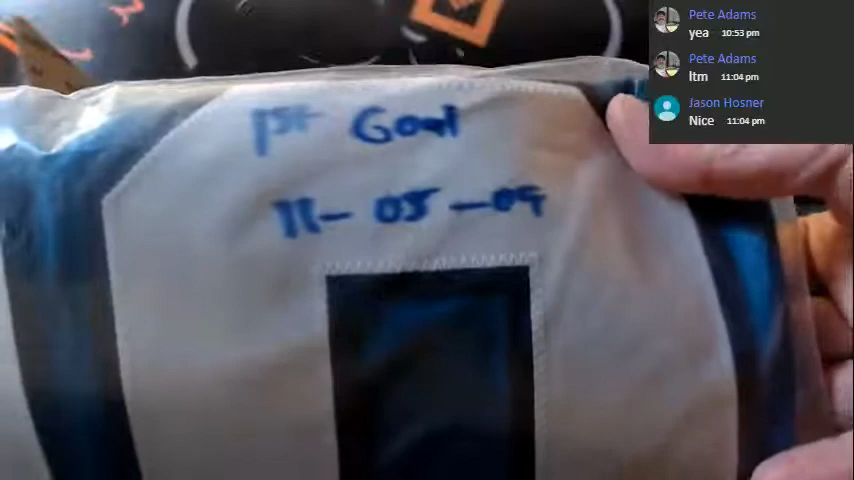 1st Goal
11-05-09
Pete Adams
yea 10:53 pm
Pete Adams
ltm 11:04 pm
Jason Hosner
Nice 11:04 pm